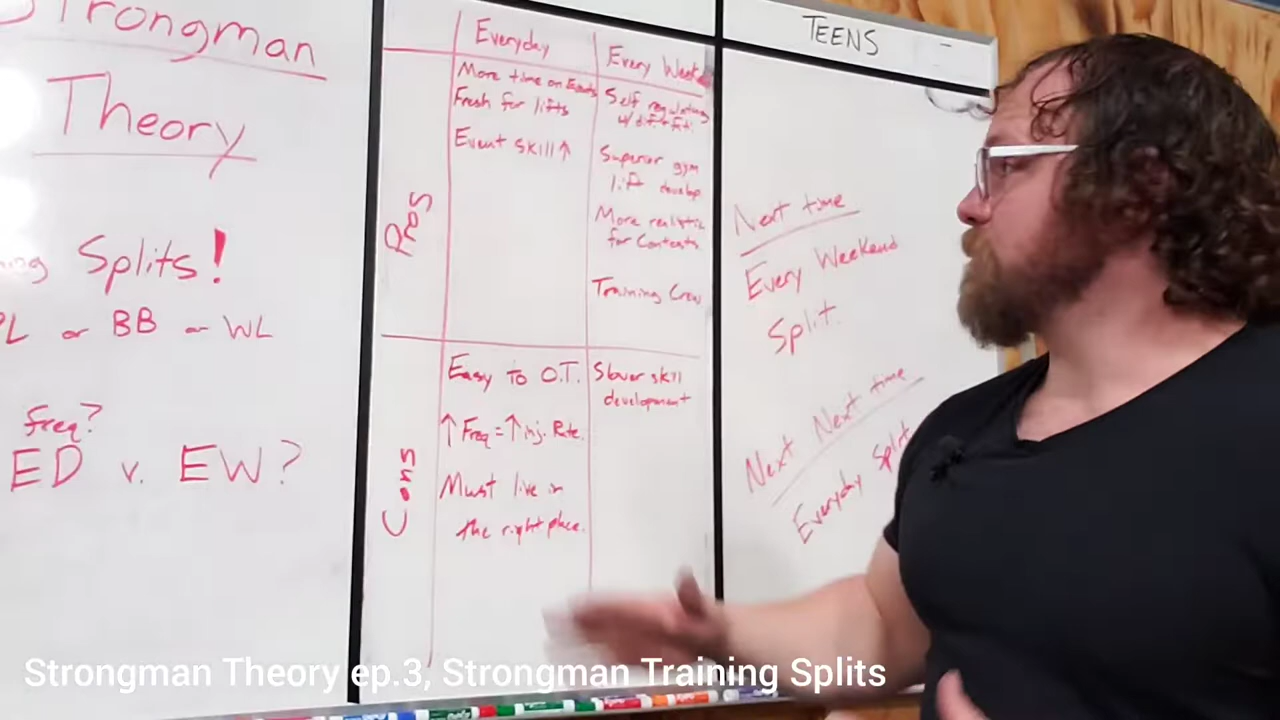 Strongman
Theory
Splits!
PL or BB or WL
freq?
ED v. EW?
Everyday
Every Weeke
Pros
More time on Events
Fresh for lifts
Event skill ↑
Self regulating
w/
Superior gym
lift develop
More realistic
for Contests
Training Crew
Cons
Easy to O.T.
↑ Freq = ↑ inj. Rate.
Must live in
the right place.
Slower skill
development
TEENS
Next time
Every Weekend
Split.
Next Next time
Everyday Split
Strongman Theory ep.3, Strongman Training Splits